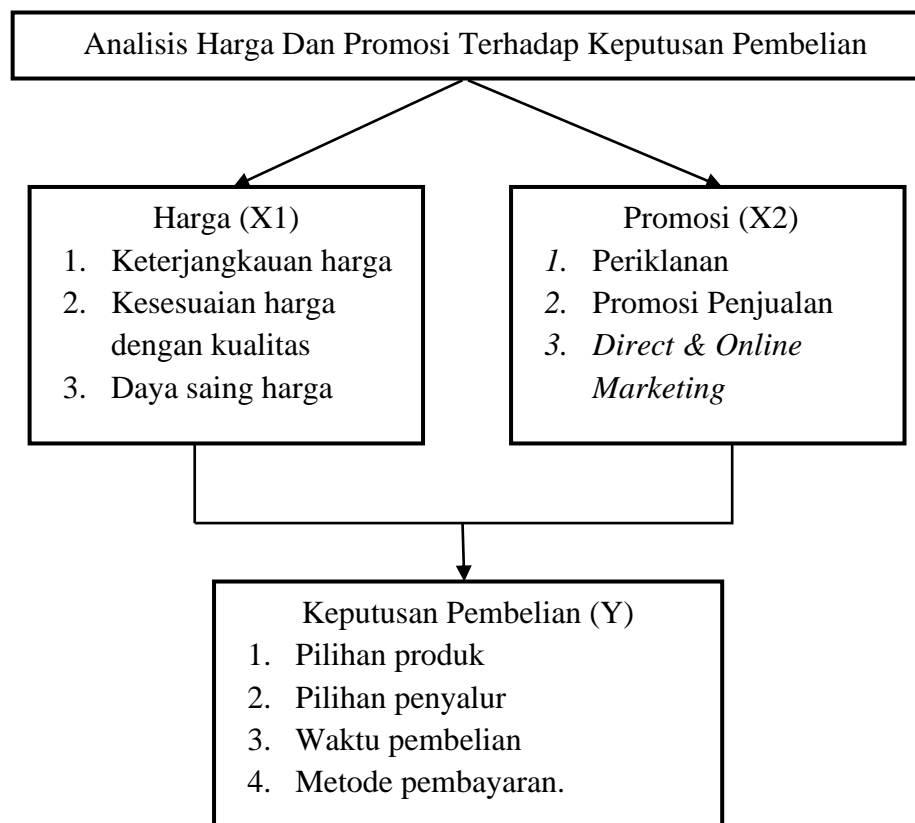 Analisis Harga Dan Promosi Terhadap Keputusan Pembelian
Harga (X1)
1. Keterjangkauan harga
2. Kesesuaian harga
dengan kualitas
3. Daya saing harga
Promosi (X2)
1. Periklanan
2. Promosi Penjualan
3. Direct & Online
Marketing
Keputusan Pembelian (Y)
1. Pilihan produk
2. Pilihan penyalur
3. Waktu pembelian
4. Metode pembayaran.